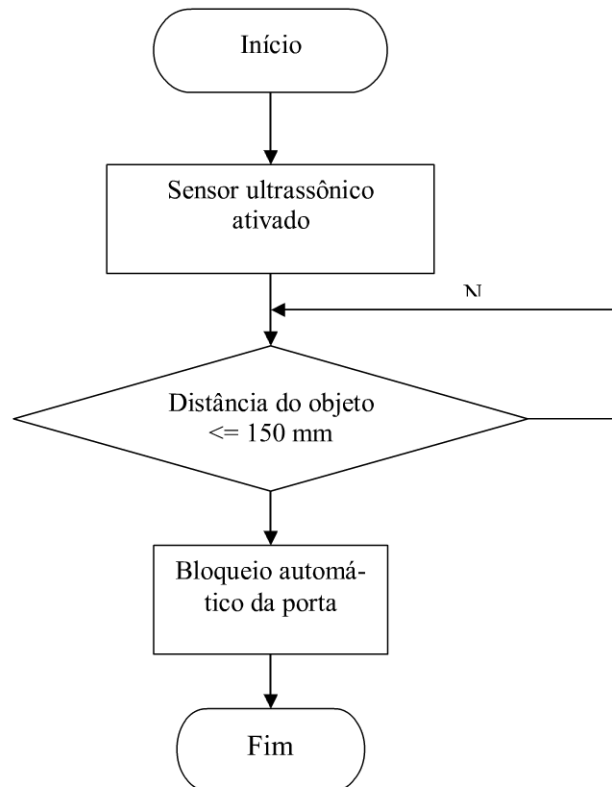 Início
Sensor ultrassônico
ativado
N
Distância do objeto
<= 150 mm
Bloqueio automá-
tico da porta
Fim